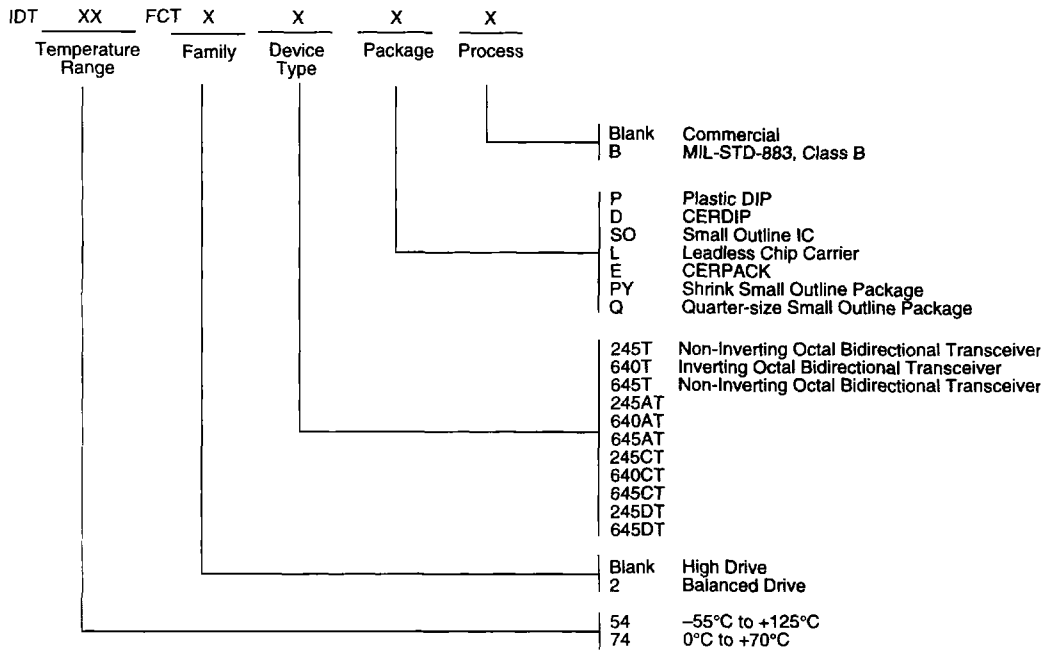 IDT XX FCT X X X X
Temperature Range Family Device Type Package Process
Blank Commercial
B MIL-STD-883, Class B
P Plastic DIP
D CERDIP
SO Small Outline IC
L Leadless Chip Carrier
E CERPACK
PY Shrink Small Outline Package
Q Quarter-size Small Outline Package
245T Non-Inverting Octal Bidirectional Transceiver
640T Inverting Octal Bidirectional Transceiver
645T Non-Inverting Octal Bidirectional Transceiver
245AT
640AT
645AT
245CT
640CT
645CT
245DT
645DT
Blank High Drive
2 Balanced Drive
54 –55°C to +125°C
74 0°C to +70°C